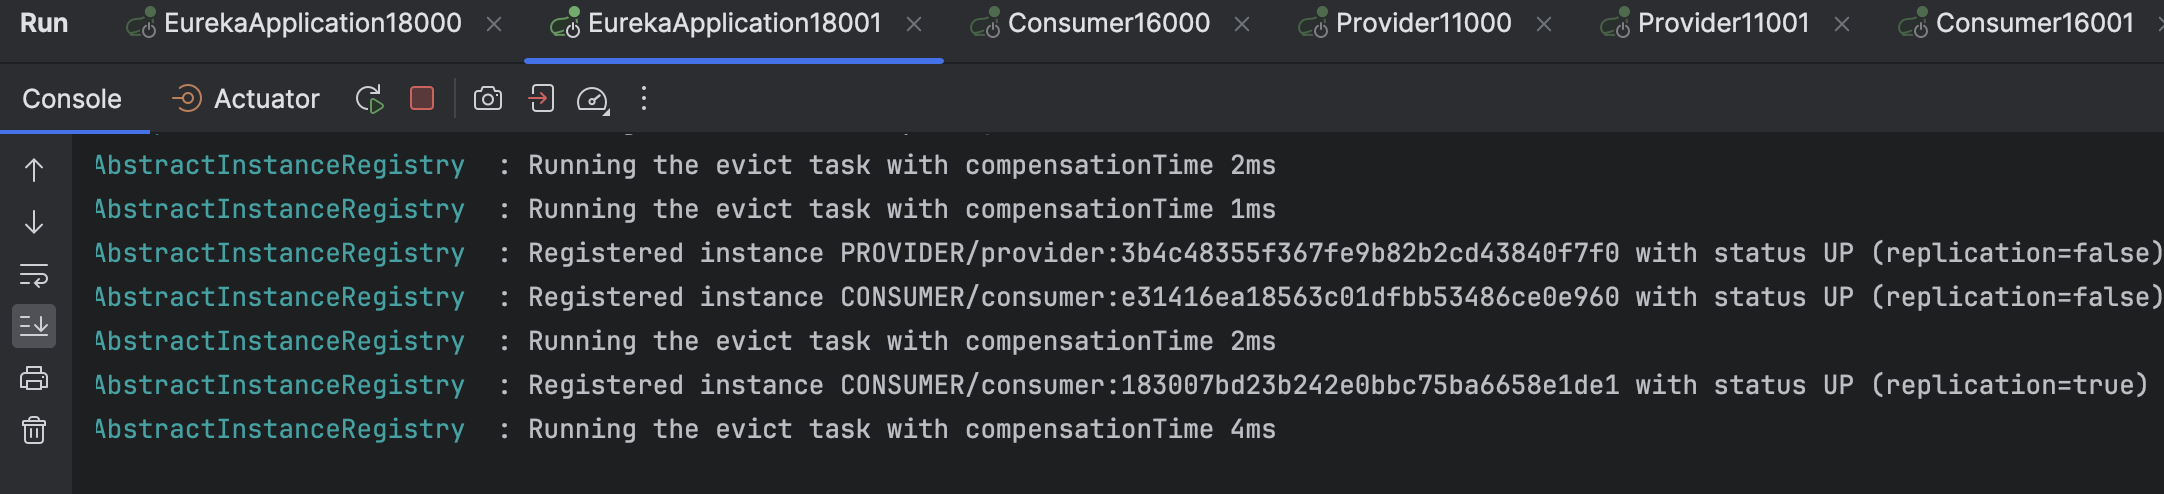 Run EurekaApplication18000 EurekaApplication18001 Consumer16000 Provider11000 Provider11001 Consumer16001
Console Actuator
AbstractInstanceRegistry : Running the evict task with compensationTime 2ms
AbstractInstanceRegistry : Running the evict task with compensationTime 1ms
AbstractInstanceRegistry : Registered instance PROVIDER/provider:3b4c48355f367fe9b82b2cd43840f7f0 with status UP (replication=false)
AbstractInstanceRegistry : Registered instance CONSUMER/consumer:e31416ea18563c01dfbb53486ce0e960 with status UP (replication=false)
AbstractInstanceRegistry : Running the evict task with compensationTime 2ms
AbstractInstanceRegistry : Registered instance CONSUMER/consumer:183007bd23b242e0bbc75ba6658e1de1 with status UP (replication=true)
AbstractInstanceRegistry : Running the evict task with compensationTime 4ms